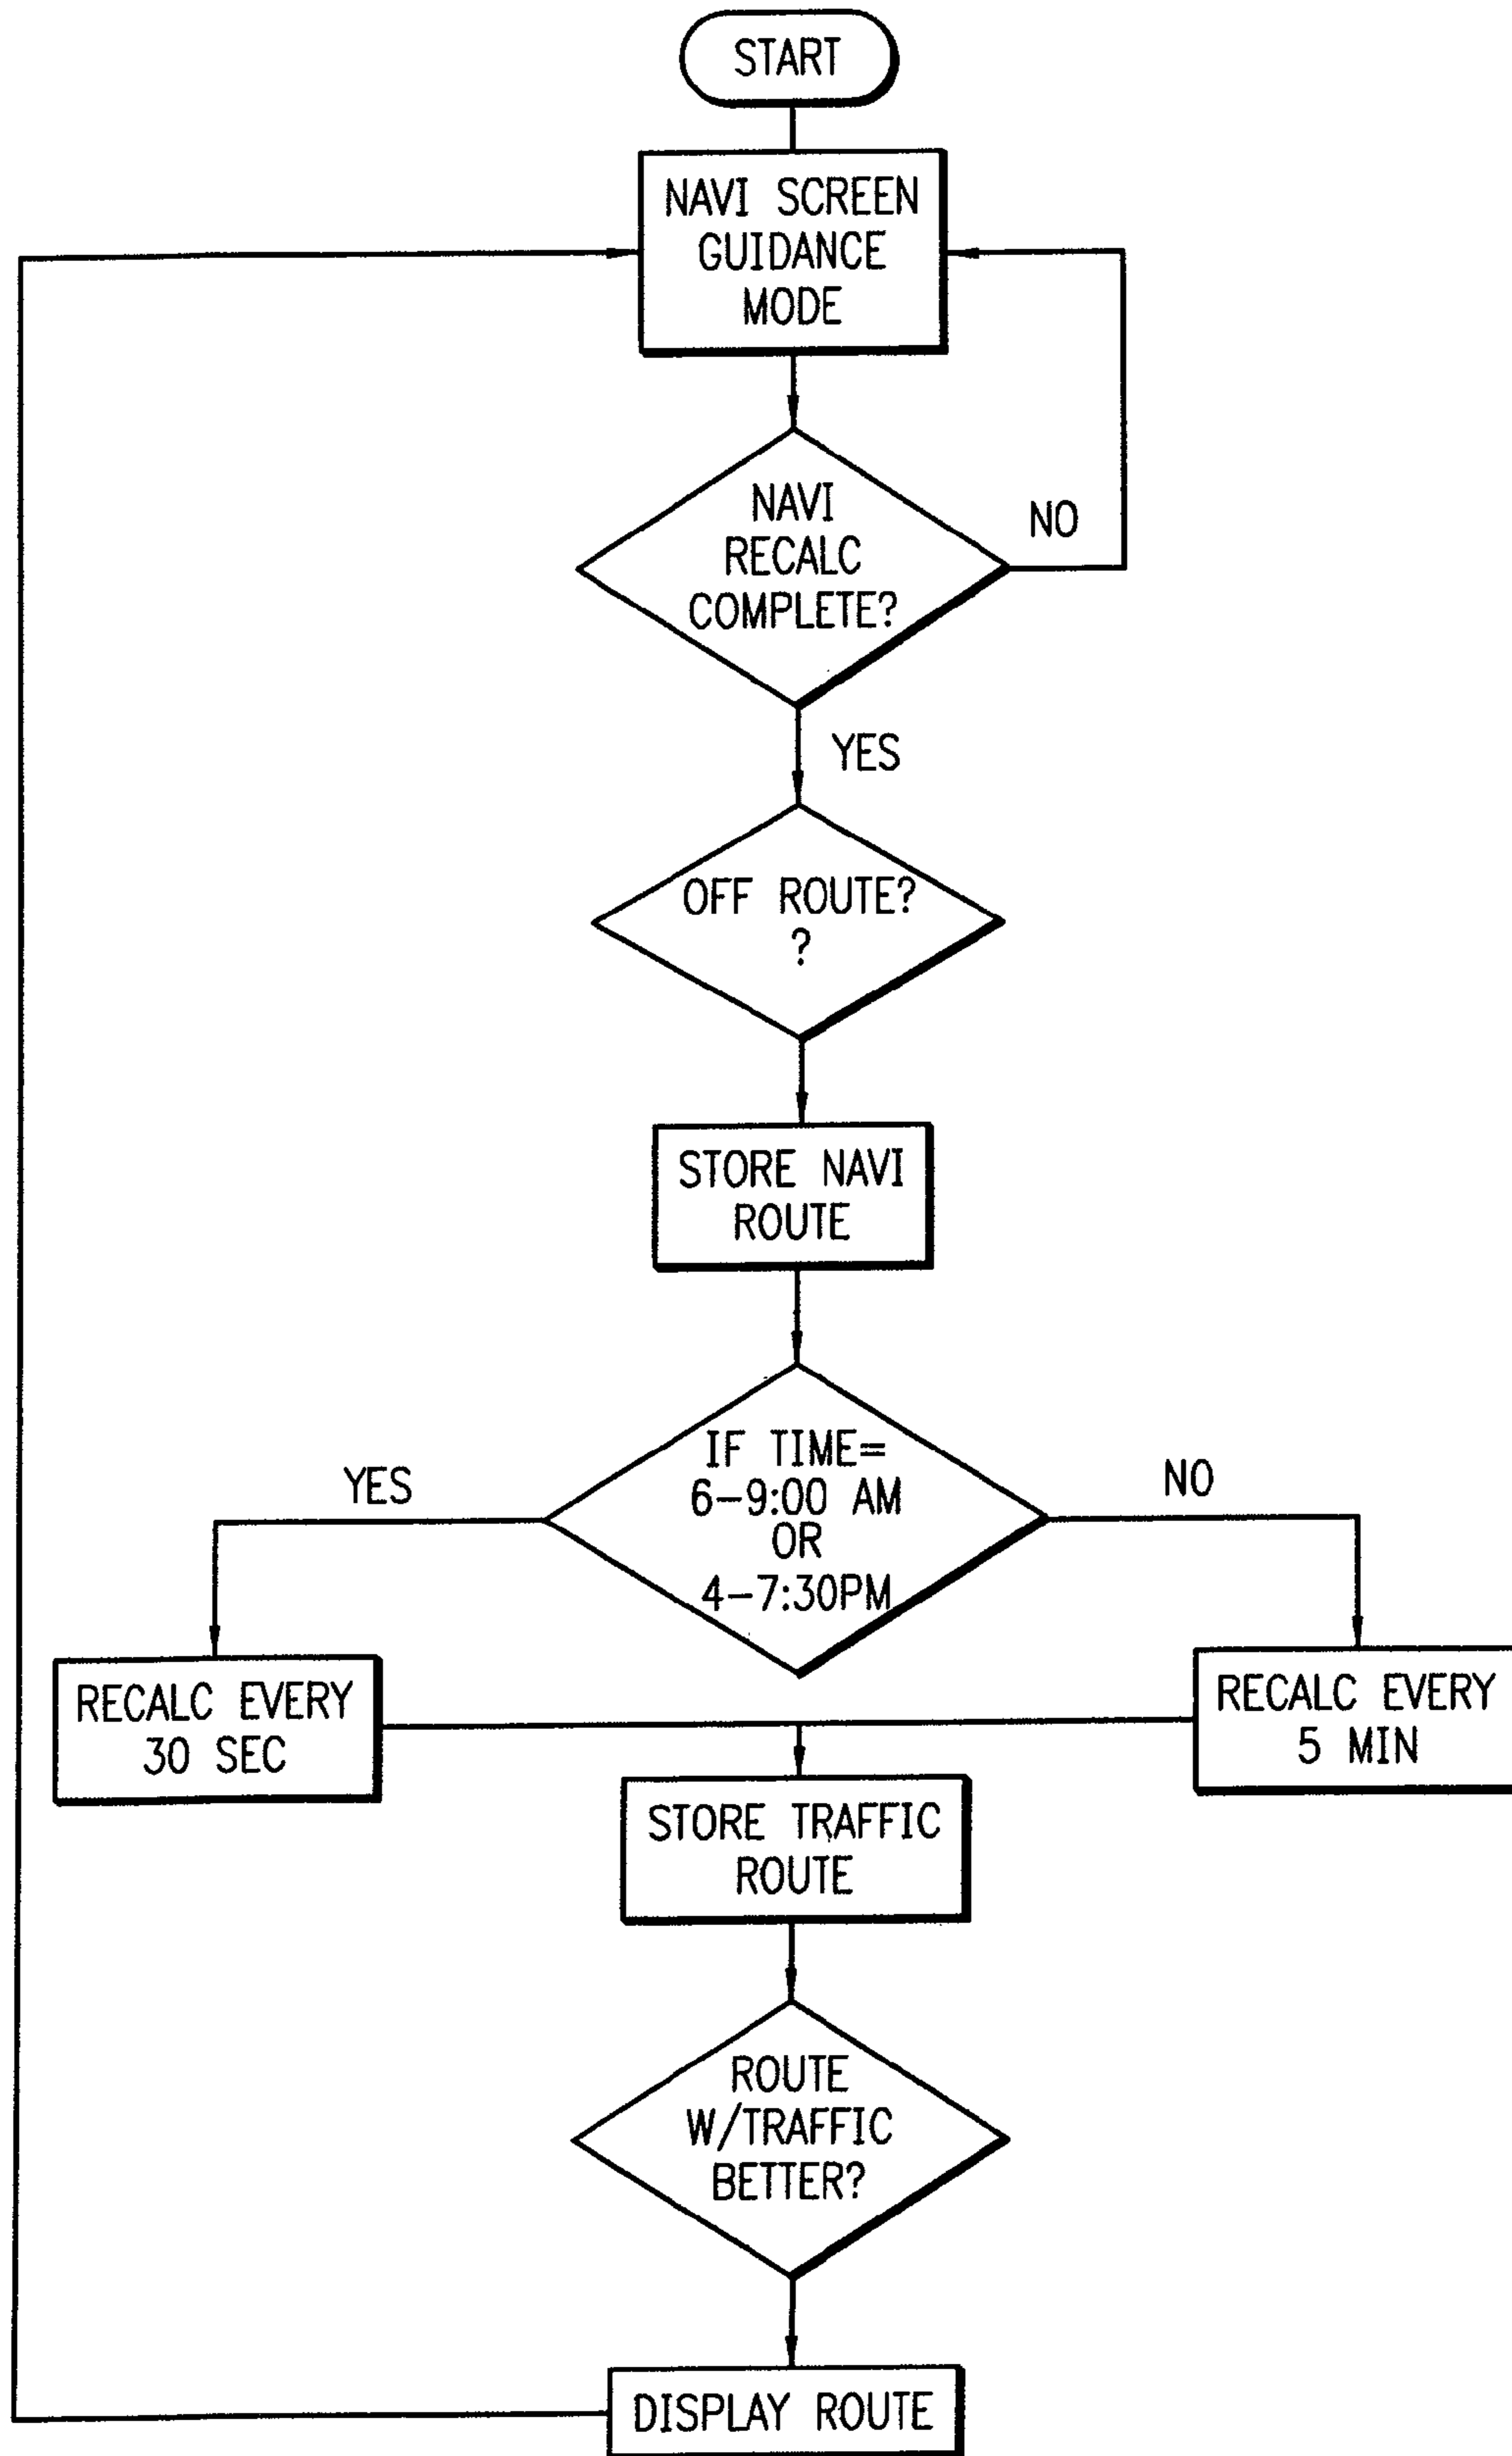 START
NAVI SCREEN
GUIDANCE
MODE
NAVI
RECALC
COMPLETE?
NO
YES
OFF ROUTE?
?
STORE NAVI
ROUTE
IF TIME=
6-9:00 AM
OR
4-7:30PM
YES
NO
RECALC EVERY
30 SEC
RECALC EVERY
5 MIN
STORE TRAFFIC
ROUTE
ROUTE
W/TRAFFIC
BETTER?
DISPLAY ROUTE